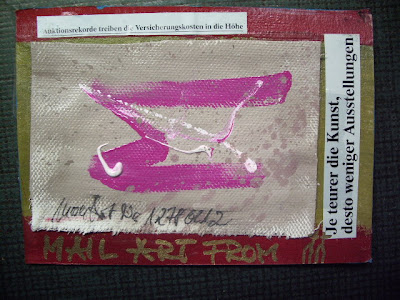 Auktionsrekorde treiben d e Versicherungskosten in die Höhe
Je teurer die Kunst,
desto weniger Ausstellungen
MAIL ART FROM